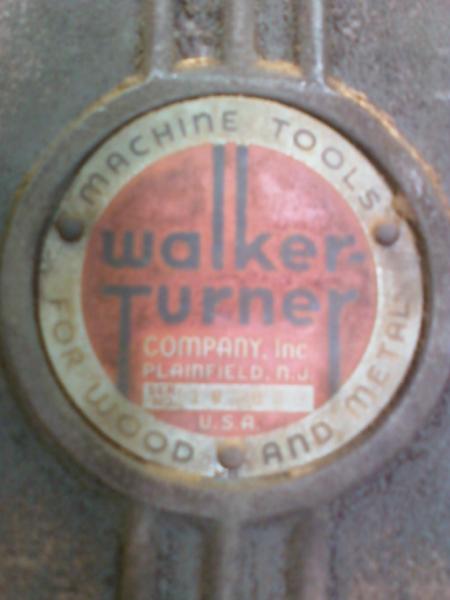 MACHINE TOOLS
walker-
Turner
COMPANY, Inc
PLAINFIELD, N.J.
U.S.A.
FOR WOOD AND METAL